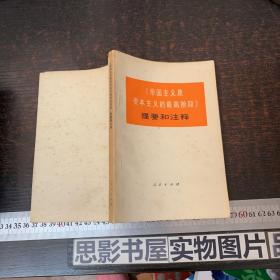 《帝国主义是
资本主义的最高阶段》
提要和注释
人民出版社
思影书屋实物图片